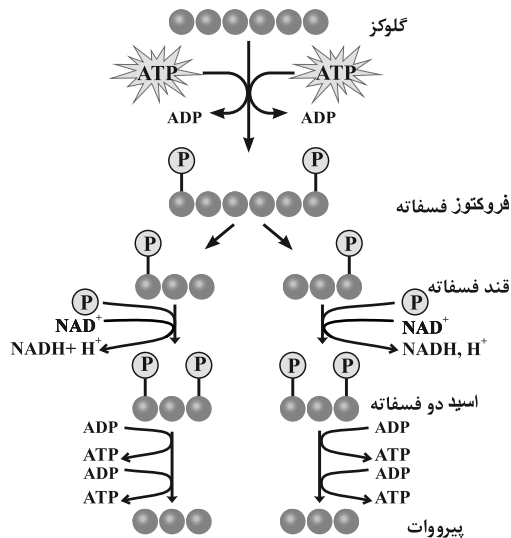 گلوکز
ATP ATP
ADP ADP
P P
فروکتوز فسفاته
P P
قند فسفاته
P P
NAD+ NAD+
NADH+ H+ NADH, H+
P P P P
اسید دو فسفاته
ADP ADP
ATP ATP
ADP ADP
ATP ATP
پیرووات